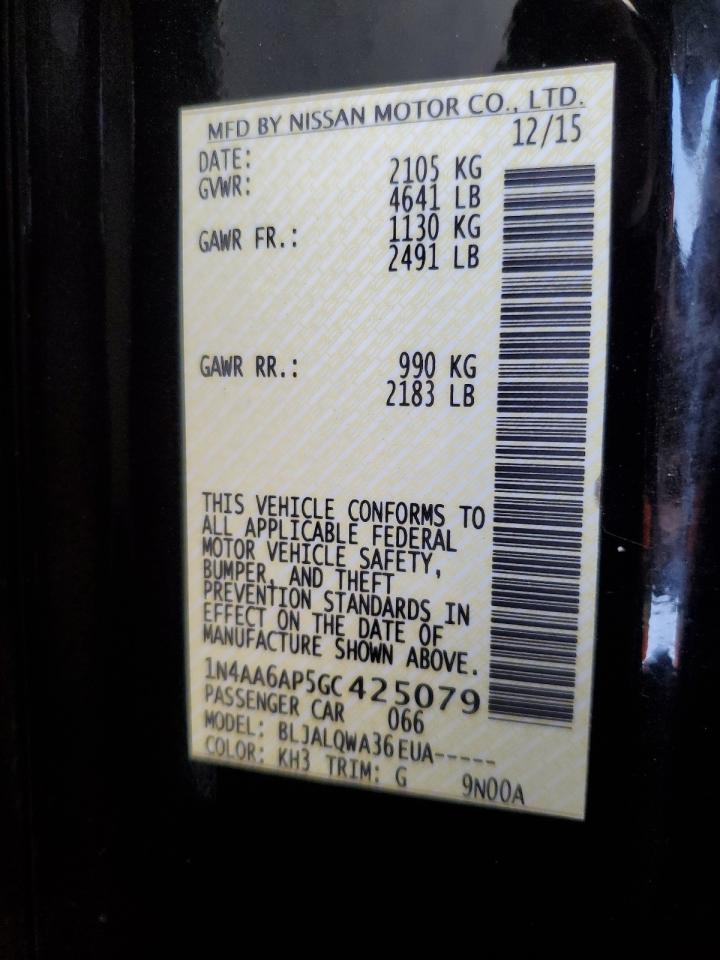 MFD BY NISSAN MOTOR CO., LTD.
DATE: 12/15
GVWR: 2105 KG
4641 LB
GAWR FR.: 1130 KG
2491 LB
GAWR RR.: 990 KG
2183 LB
THIS VEHICLE CONFORMS TO
ALL APPLICABLE FEDERAL
MOTOR VEHICLE SAFETY,
BUMPER, AND THEFT
PREVENTION STANDARDS IN
EFFECT ON THE DATE OF
MANUFACTURE SHOWN ABOVE.
1N4AA6AP5GC425079
PASSENGER CAR 066
MODEL: BLJALQWA36EUA-----
COLOR: KH3 TRIM: G 9N00A